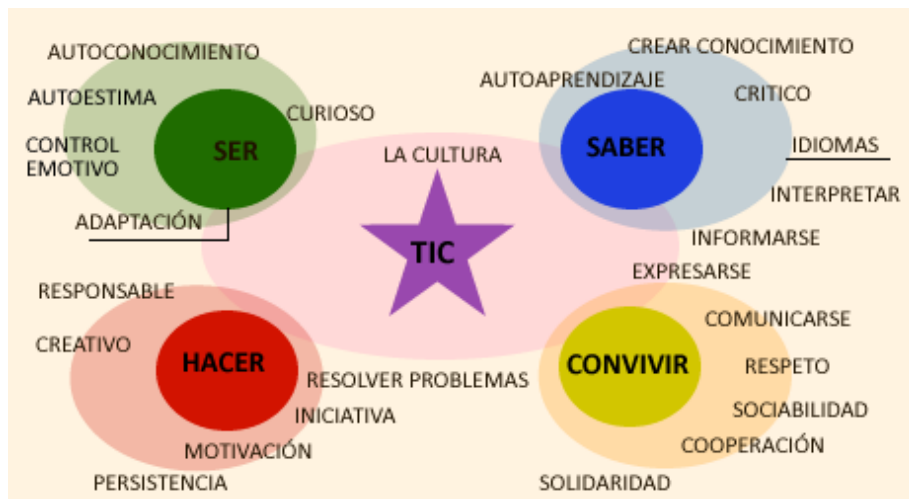 AUTOCONOCIMIENTO
AUTOESTIMA
CURIOSO
CONTROL
EMOTIVO
SER
ADAPTACIÓN
CREAR CONOCIMIENTO
AUTOAPRENDIZAJE
CRITICO
SABER
IDIOMAS
INTERPRETAR
INFORMARSE
LA CULTURA
TIC
EXPRESARSE
RESPONSABLE
CREATIVO
HACER
RESOLVER PROBLEMAS
INICIATIVA
MOTIVACIÓN
PERSISTENCIA
COMUNICARSE
CONVIVIR
RESPETO
SOCIABILIDAD
COOPERACIÓN
SOLIDARIDAD